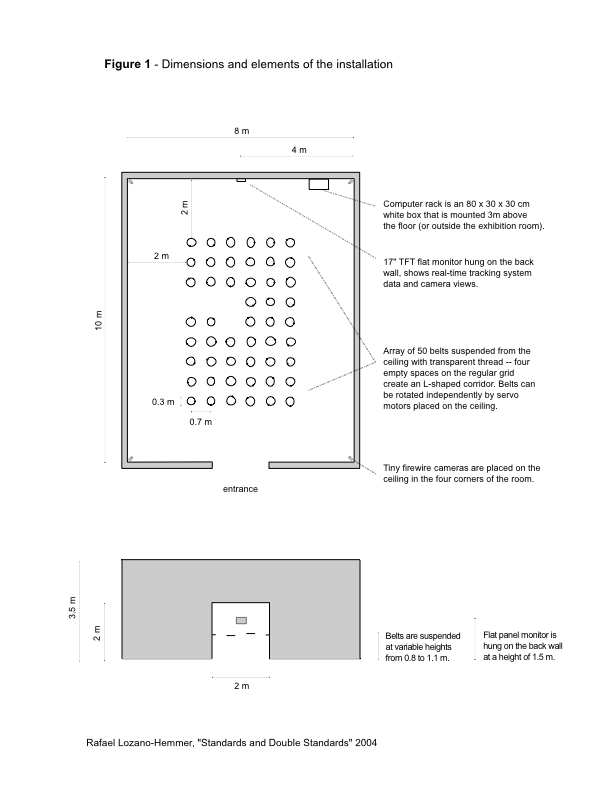 Figure 1 - Dimensions and elements of the installation
8 m
4 m
2 m
Computer rack is an 80 x 30 x 30 cm
white box that is mounted 3m above
the floor (or outside the exhibition room).
2 m
17" TFT flat monitor hung on the back
wall, shows real-time tracking system
data and camera views.
10 m
Array of 50 belts suspended from the
ceiling with transparent thread -- four
empty spaces on the regular grid
create an L-shaped corridor. Belts can
be rotated independently by servo
motors placed on the ceiling.
0.3 m
0.7 m
Tiny firewire cameras are placed on the
ceiling in the four corners of the room.
entrance
3.5 m
2 m
Belts are suspended
at variable heights
from 0.8 to 1.1 m.
Flat panel monitor is
hung on the back wall
at a height of 1.5 m.
2 m
Rafael Lozano-Hemmer, "Standards and Double Standards" 2004